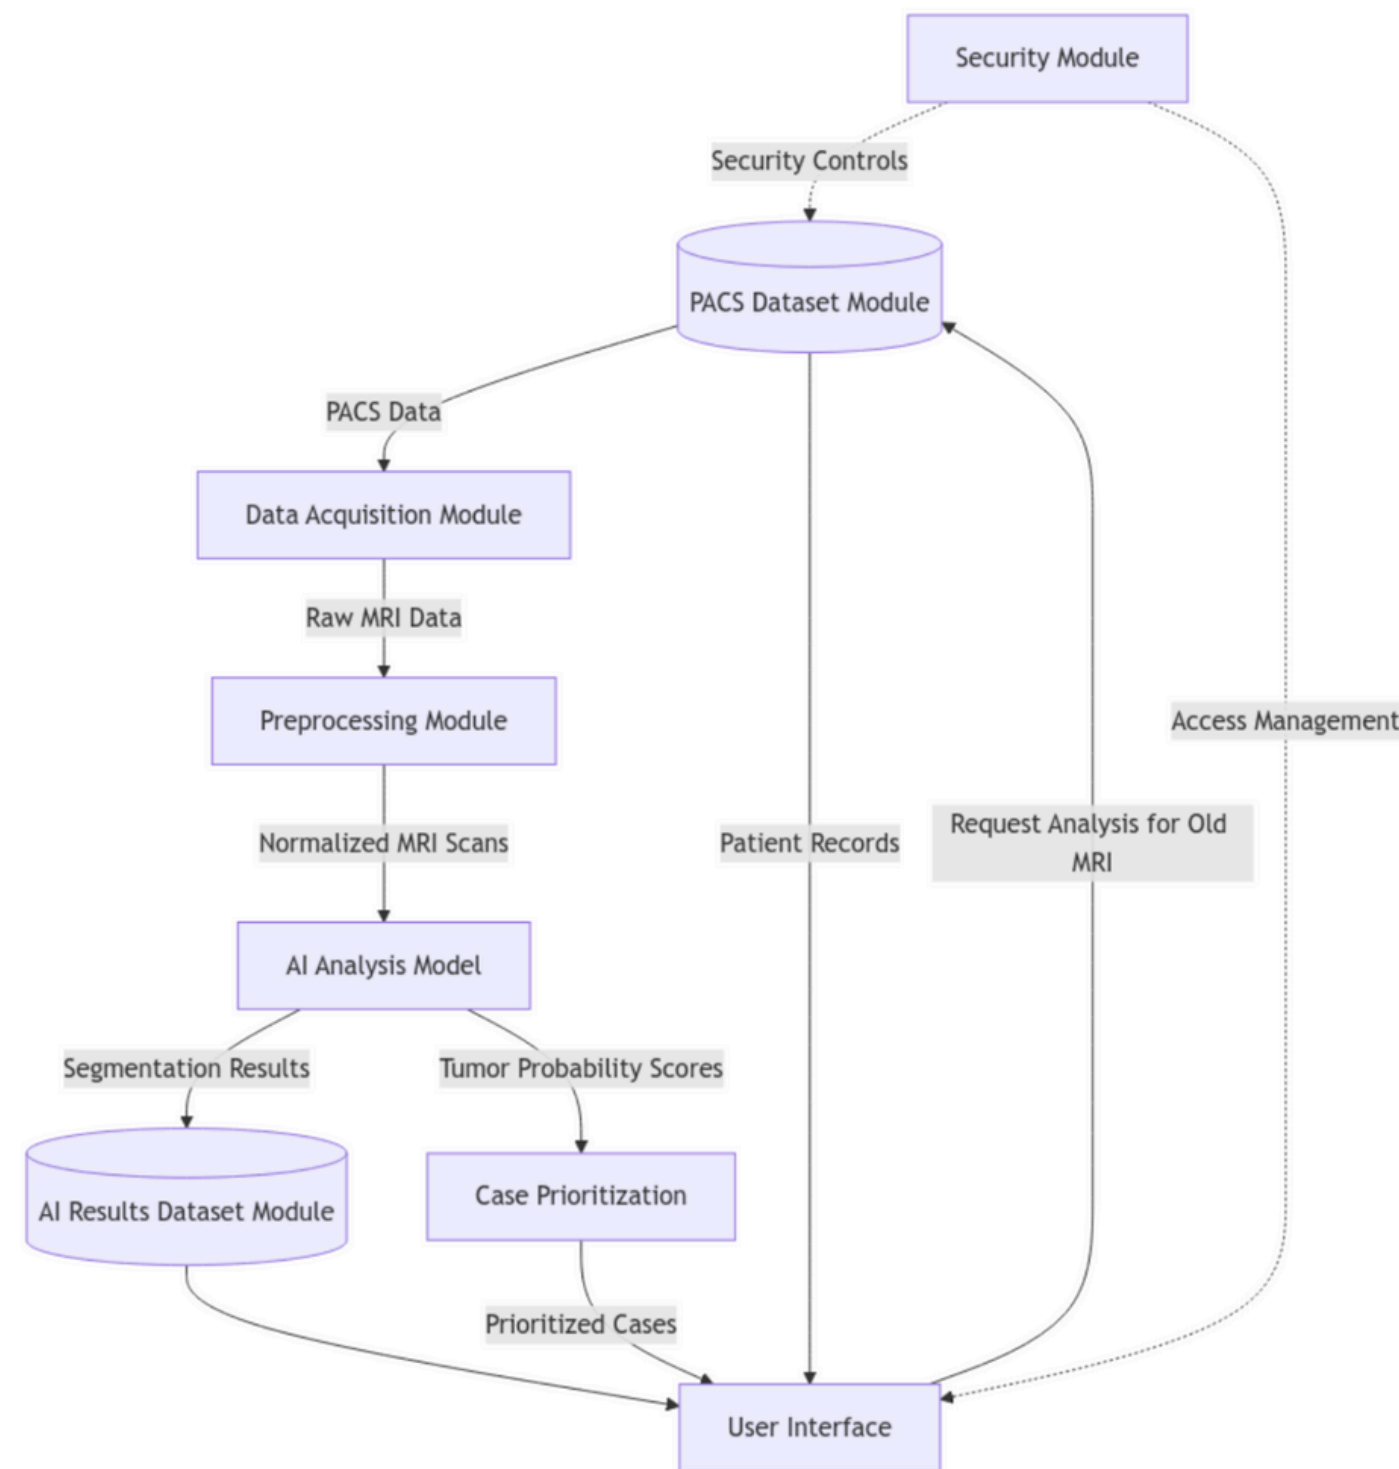 Security Module
Security Controls
PACS Dataset Module
PACS Data
Data Acquisition Module
Raw MRI Data
Preprocessing Module
Access Management
Request Analysis for Old
MRI
Normalized MRI Scans
Patient Records
AI Analysis Model
Segmentation Results
Tumor Probability Scores
AI Results Dataset Module
Case Prioritization
Prioritized Cases
User Interface